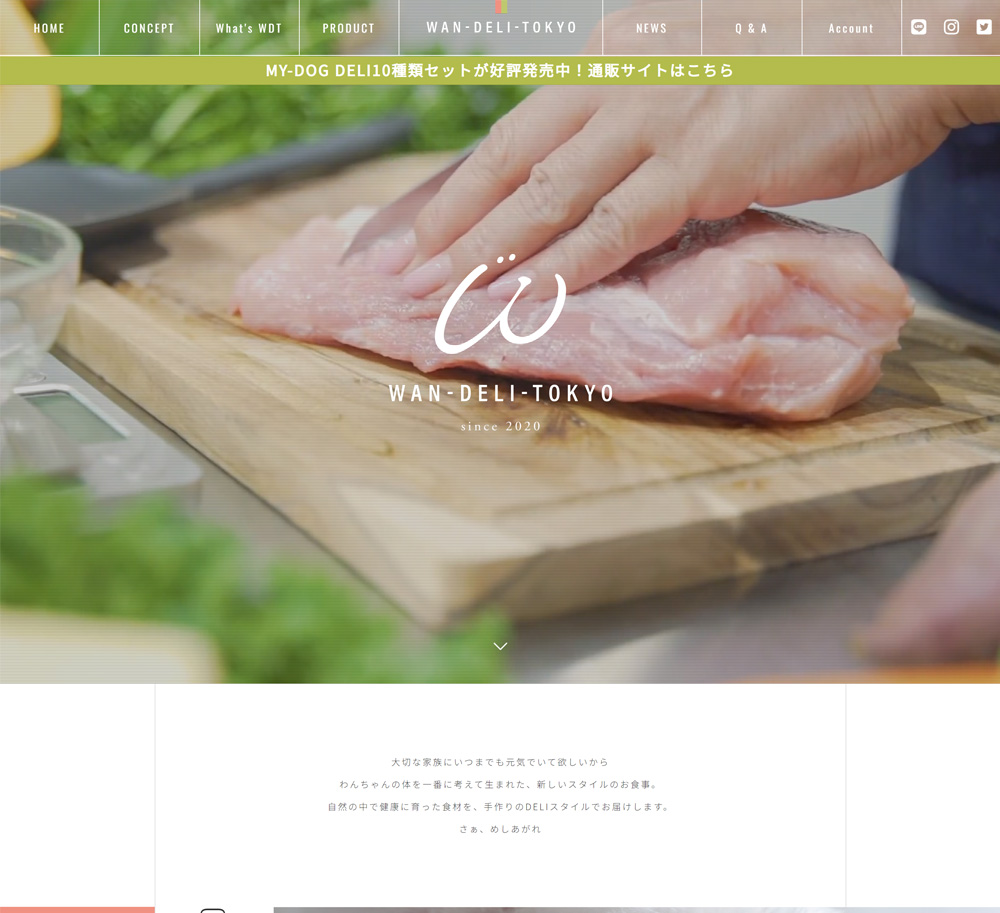 HOME
CONCEPT
What's WDT
PRODUCT
WAN-DELI-TOKYO
NEWS
Q & A
Account
MY-DOG DELI10種類セットが好評発売中！通販サイトはこちら
WAN-DELI-TOKYO
since 2020
大切な家族にいつまでも元気でいて欲しいから
わんちゃんの体を一番に考えて生まれた、新しいスタイルのお食事。
自然の中で健康に育った食材を、手作りのDELIスタイルでお届けします。
さぁ、めしあがれ